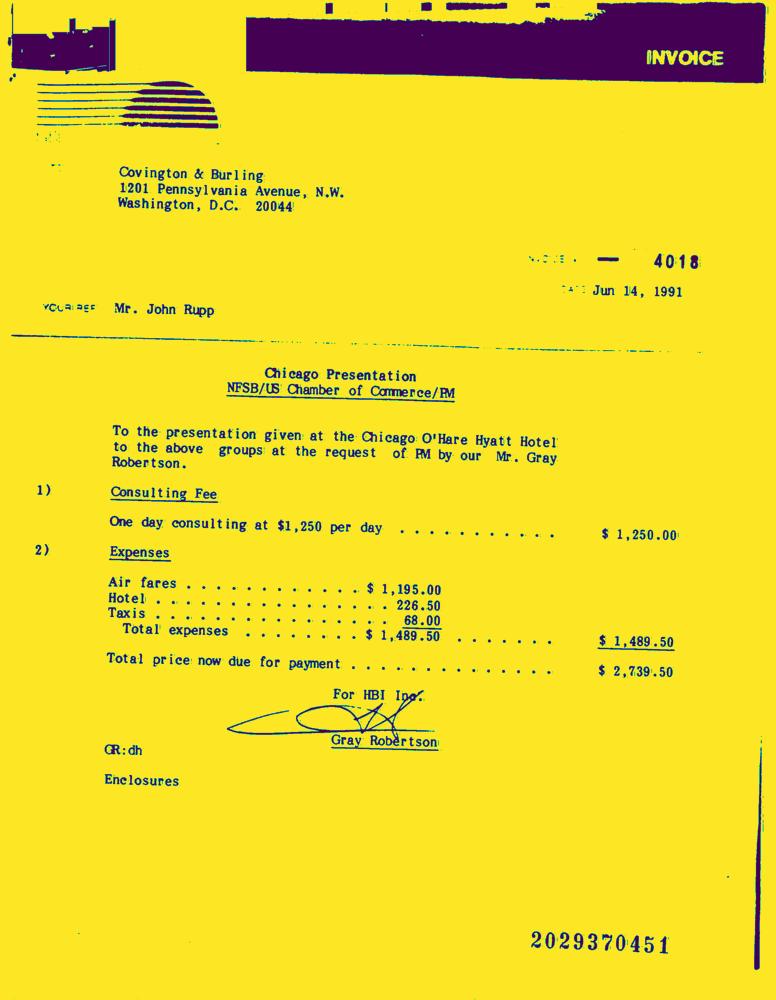 INVOICE
Covington & Burling
1201 Pennsylvania Avenue, N.W.
Washington, D.C. 20044
— 4018
DATE Jun 14, 1991
YOUR REF Mr. John Rupp
Chicago Presentation
NFSB/US Chamber of Commerce/PM
To the presentation given at the Chicago O'Hare Hyatt Hotel
to the above groups at the request of PM by our Mr. Gray
Robertson.
1) Consulting Fee
One day consulting at $1,250 per day . . . . . . . . . . . $ 1,250.00
2) Expenses
Air fares . . . . . . . . . . . . $ 1,195.00
Hotel . . . . . . . . . . . . . . . 226.50
Taxis . . . . . . . . . . . . . . . 68.00
Total expenses . . . . . . . . $ 1,489.50 . . . . . . . $ 1,489.50
Total price now due for payment . . . . . . . . . . . . . $ 2,739.50
For HBI Inc.
Gray Robertson
GR:dh
Enclosures
2029370451